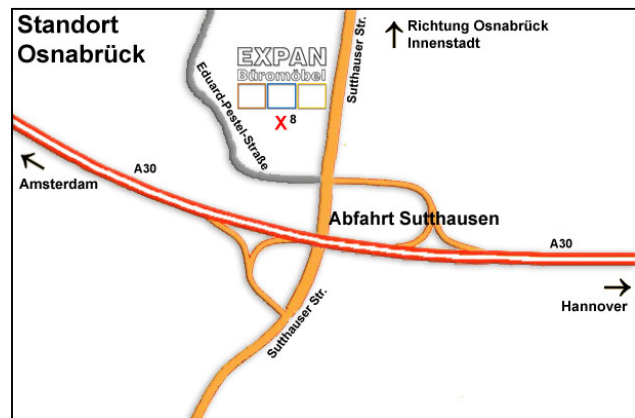 Standort
Osnabrück
Richtung Osnabrück
Innenstadt
Sutthauser Str.
EXPAN
Büromöbel
X 8
Eduard-Pestel-Straße
A30
Amsterdam
Abfahrt Sutthausen
A30
Hannover
Sutthauser Str.